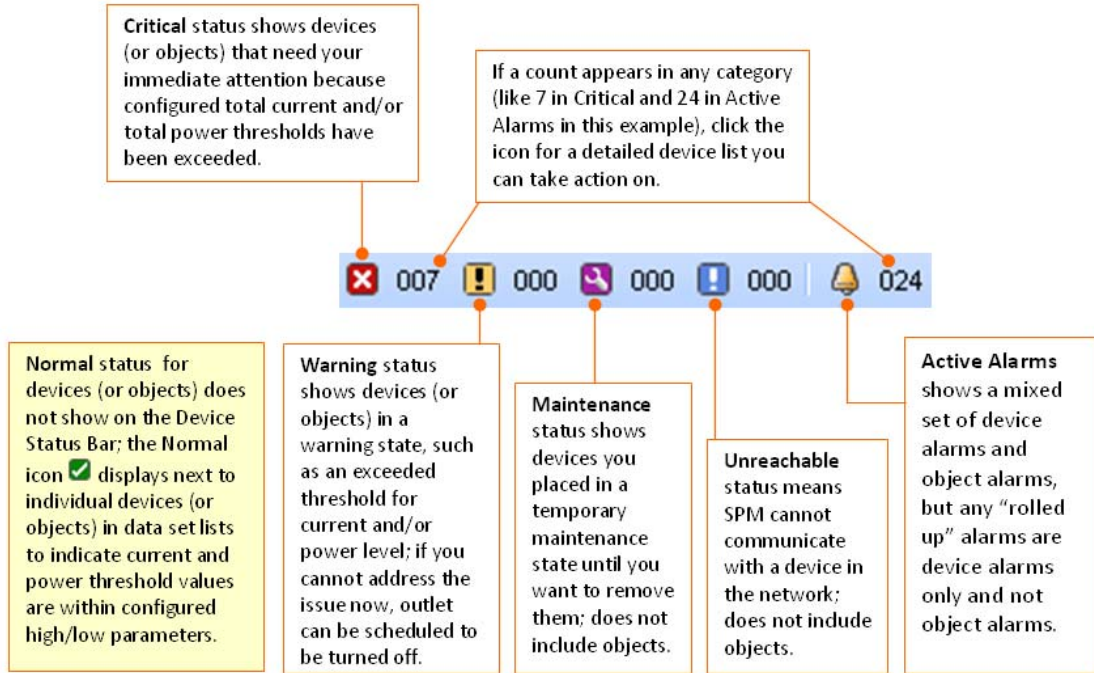 Critical status shows devices
(or objects) that need your
immediate attention because
configured total current and/or
total power thresholds have
been exceeded.
If a count appears in any category
(like 7 in Critical and 24 in Active
Alarms in this example), click the
icon for a detailed device list you
can take action on.
007 000 000 000 024
Normal status for
devices (or objects) does
not show on the Device
Status Bar; the Normal
icon displays next to
individual devices (or
objects) in data set lists
to indicate current and
power threshold values
are within configured
high/low parameters.
Warning status
shows devices (or
objects) in a
warning state, such
as an exceeded
threshold for
current and/or
power level; if you
cannot address the
issue now, outlet
can be scheduled to
be turned off.
Maintenance
status shows
devices you
placed in a
temporary
maintenance
state until you
want to remove
them; does not
include objects.
Unreachable
status means
SPM cannot
communicate
with a device in
the network;
does not include
objects.
Active Alarms
shows a mixed
set of device
alarms and
object alarms,
but any “rolled
up” alarms are
device alarms
only and not
object alarms.